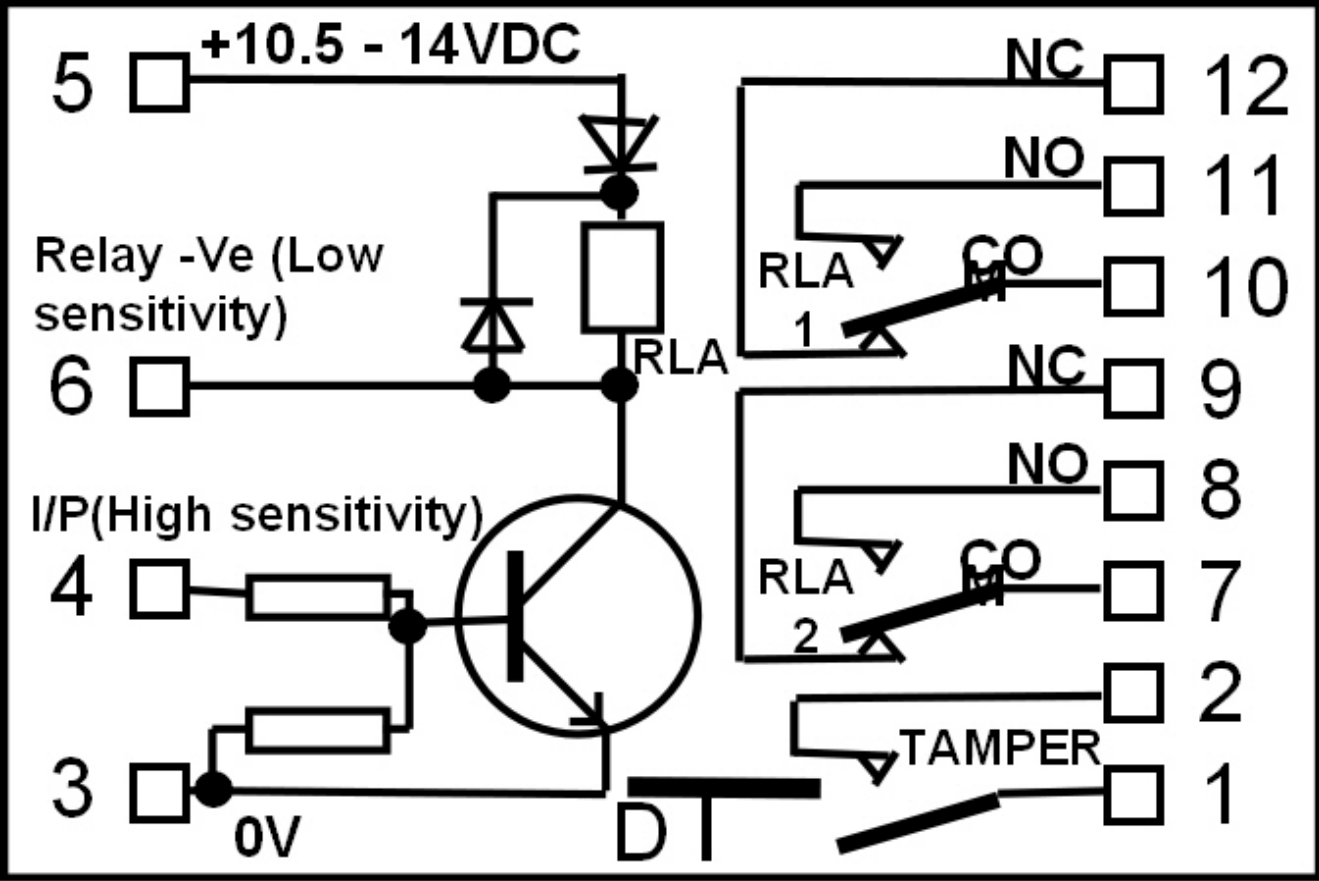 5
+10.5 - 14VDC
Relay -Ve (Low
sensitivity)
6
RLA
I/P(High sensitivity)
4
3
0V
NC
12
NO
11
RLA
1
CO
10
NC
9
NO
8
RLA
2
CO
7
2
TAMPER
1